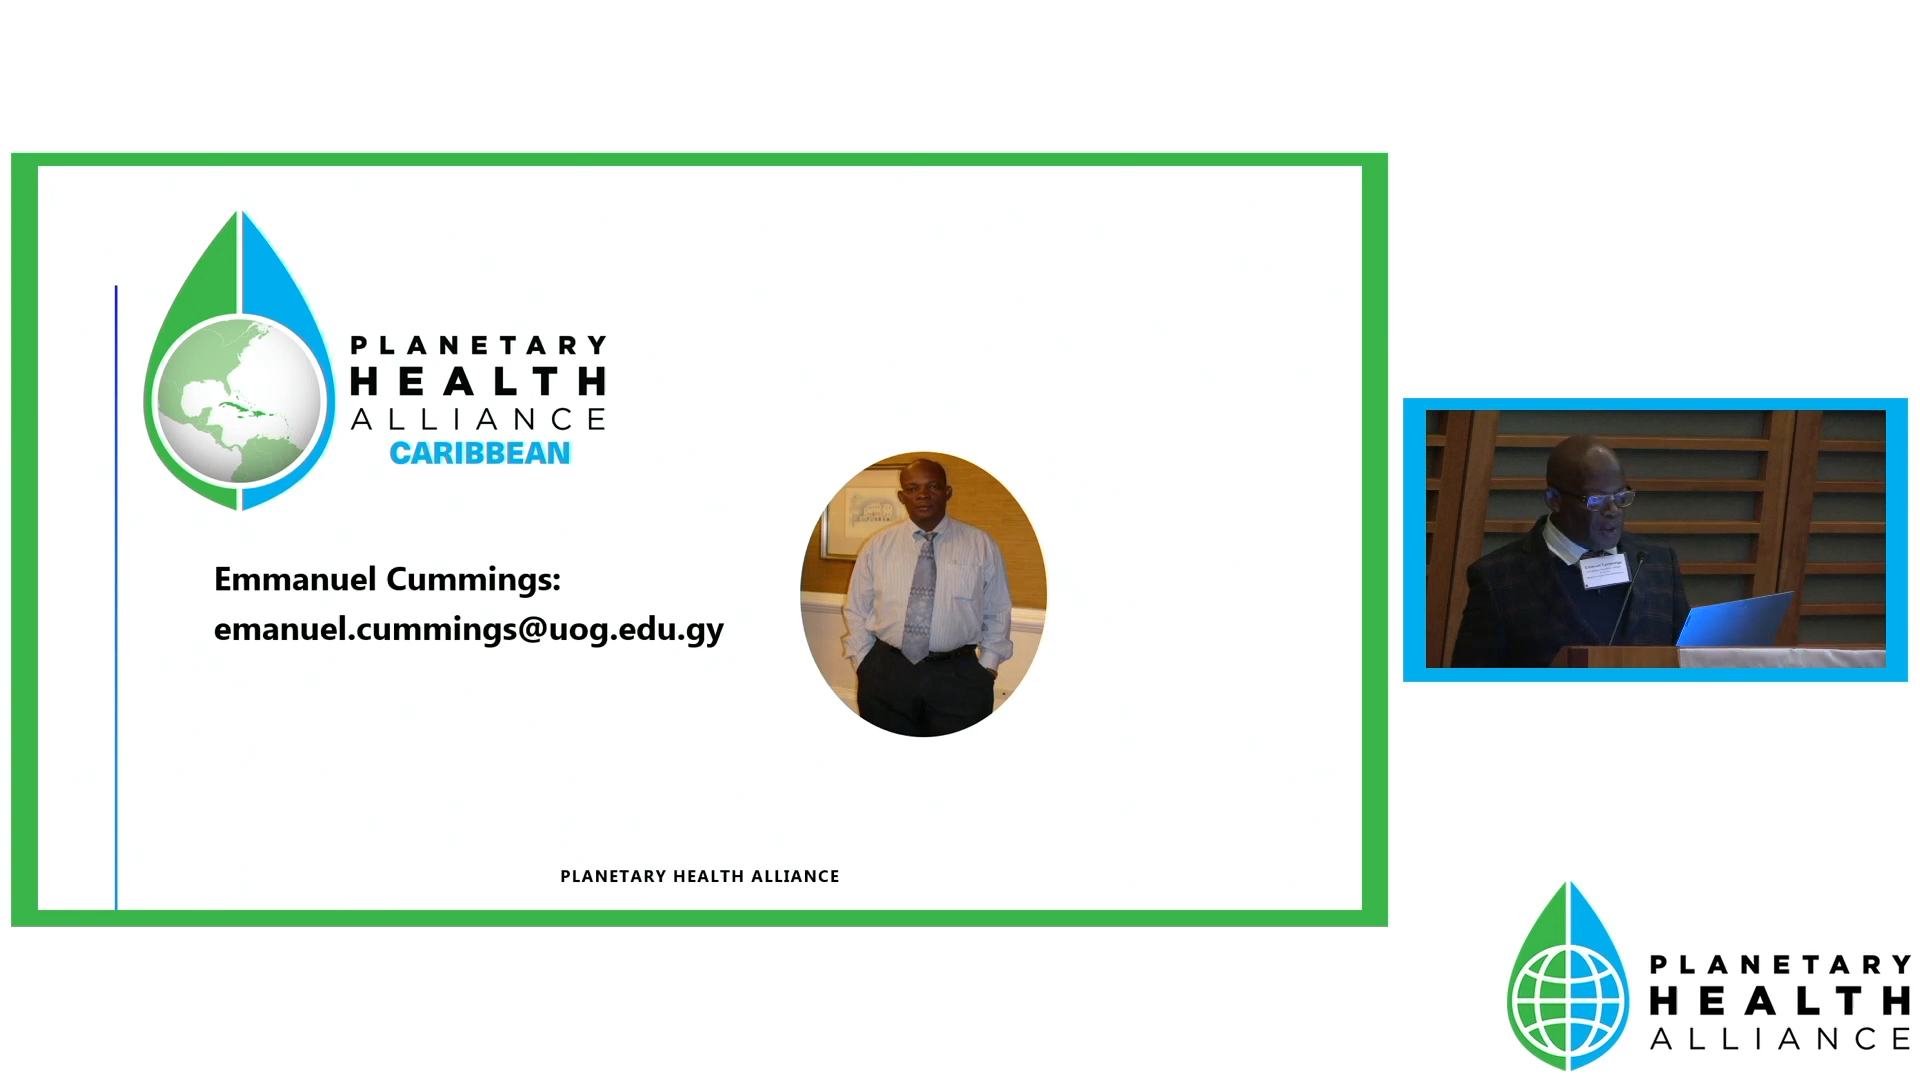 PLANETARY
HEALTH
ALLIANCE
CARIBBEAN
Emmanuel Cummings:
emanuel.cummings@uog.edu.gy
PLANETARY HEALTH ALLIANCE
PLANETARY
HEALTH
ALLIANCE